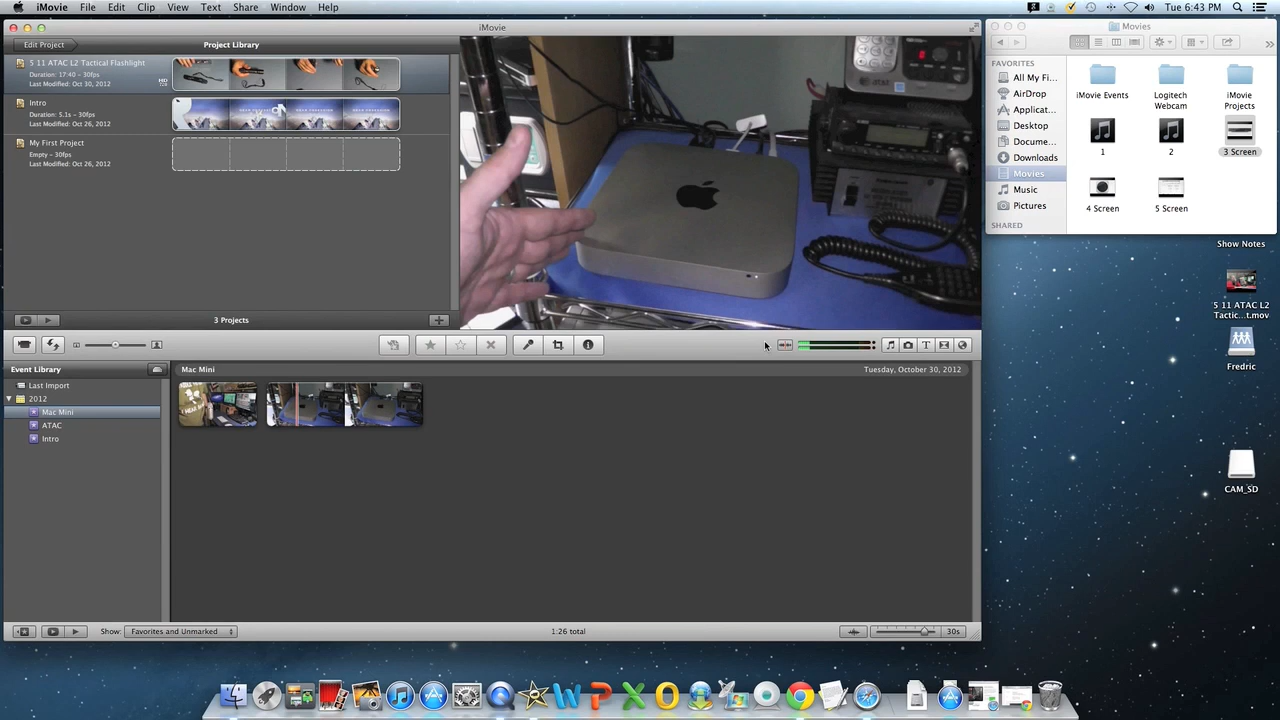 iMovie File Edit Clip View Text Share Window Help
Tue 6:43 PM
iMovie
Edit Project
Project Library
5 11 ATAC L2 Tactical Flashlight
Duration: 17:40 – 30fps
Last Modified: Oct 30, 2012
HD
Intro
Duration: 5.1s – 30fps
Last Modified: Oct 26, 2012
My First Project
Empty – 30fps
Last Modified: Oct 26, 2012
3 Projects
at&t
Event Library
Last Import
2012
Mac Mini
ATAC
Intro
Mac Mini
Tuesday, October 30, 2012
Show: Favorites and Unmarked
1:26 total
30s
Movies
FAVORITES
All My Fi...
AirDrop
Applicat...
Desktop
Docume...
Downloads
Movies
Music
Pictures
SHARED
iMovie Events
Logitech
Webcam
iMovie
Projects
1
2
3 Screen
4 Screen
5 Screen
Show Notes
5 11 ATAC L2
Tactic...t.mov
Fredric
CAM_SD